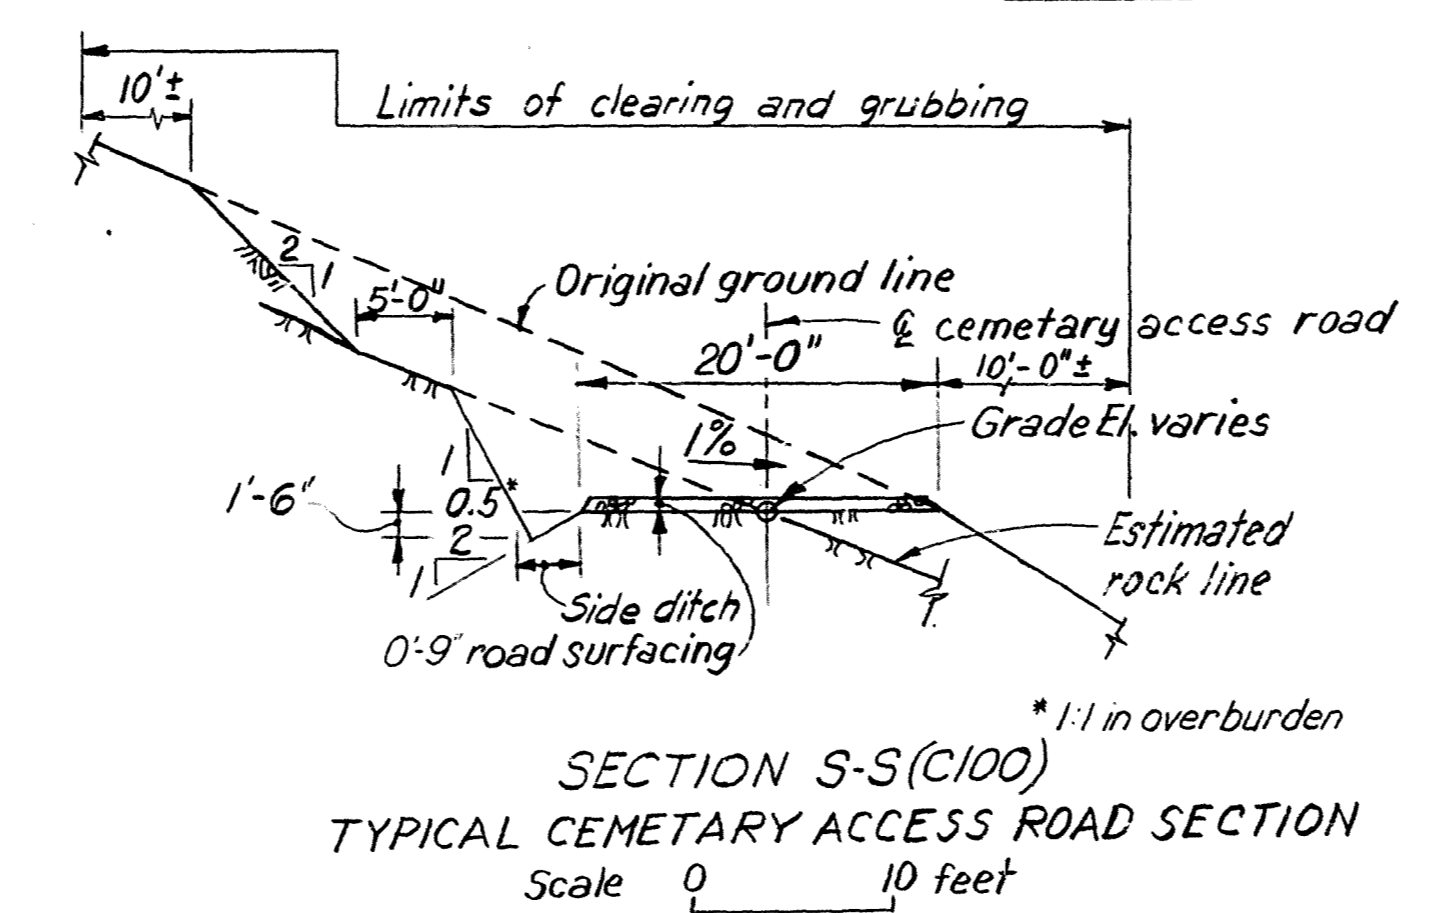 10'±
Limits of clearing and grubbing
2
1
5'-0"
Original ground line
℄ cemetary access road
20'-0"
10'-0"±
Grade El. varies
1%
1
0.5*
1'-6"
2
1
Estimated
rock line
Side ditch
0'-9" road surfacing
* 1:1 in overburden
SECTION S-S (C100)
TYPICAL CEMETARY ACCESS ROAD SECTION
Scale 0 10 feet